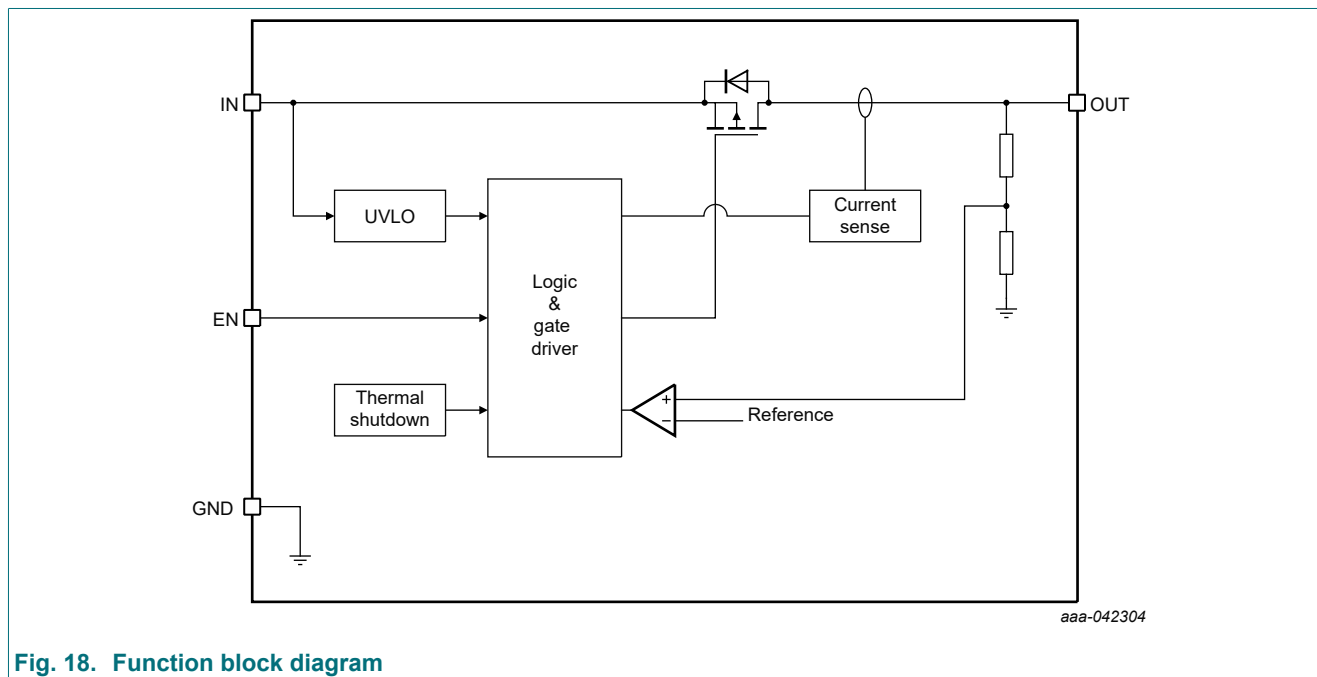 IN
OUT
UVLO
Current
sense
Logic
&
gate
driver
EN
Thermal
shutdown
+
−
Reference
GND
aaa-042304
Fig. 18. Function block diagram